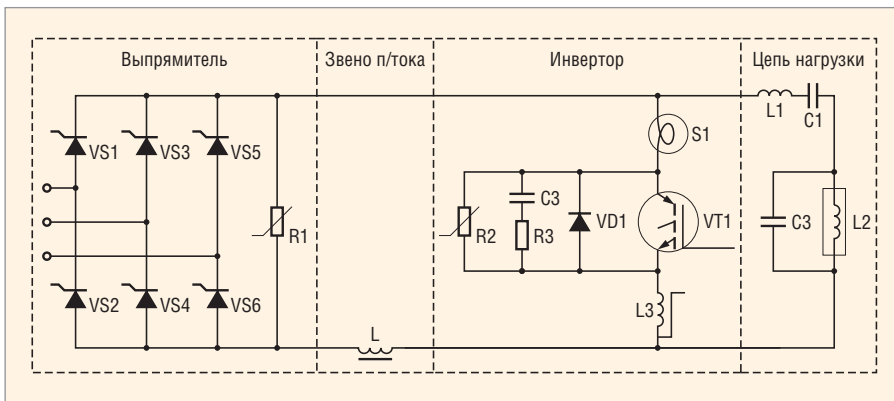 Выпрямитель
Звено п/тока
Инвертор
Цепь нагрузки
L1
C1
S1
VS1
VS3
VS5
C3
VD1
VT1
R1
R2
R3
C3
L2
VS2
VS4
VS6
L
L3